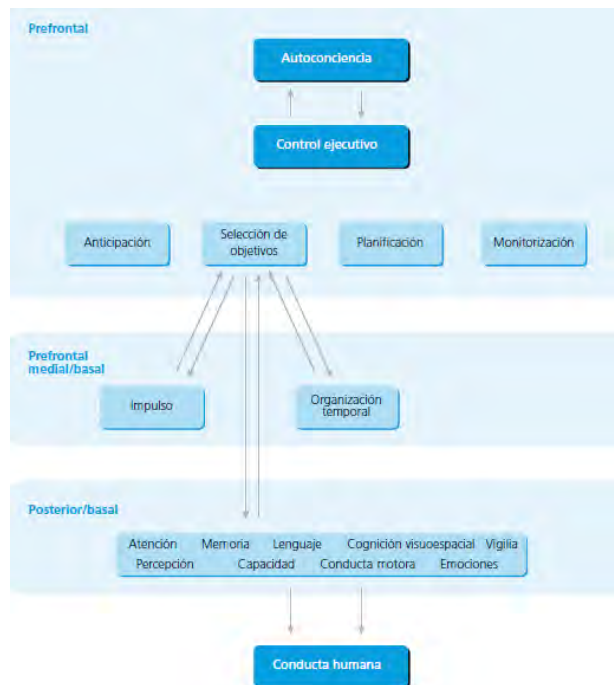 Prefrontal
Autoconciencia
Control ejecutivo
Anticipación
Selección de
objetivos
Planificación
Monitorización
Prefrontal
medial/basal
Impulso
Organización
temporal
Posterior/basal
Atención Memoria Lenguaje Cognición visuoespacial Vigilia
Percepción Capacidad Conducta motora Emociones
Conducta humana